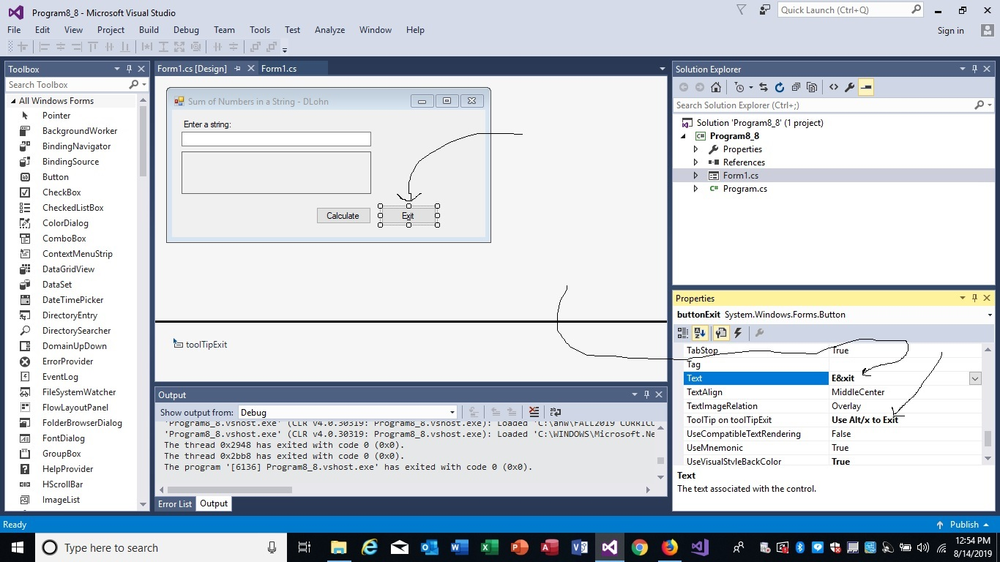 Program8_8 - Microsoft Visual Studio
Quick Launch (Ctrl+Q)
File Edit View Project Build Debug Team Tools Test Analyze Window Help
Sign in
Toolbox
Search Toolbox
All Windows Forms
Pointer
BackgroundWorker
BindingNavigator
BindingSource
Button
CheckBox
CheckedListBox
ColorDialog
ComboBox
ContextMenuStrip
DataGridView
DataSet
DateTimePicker
DirectoryEntry
DirectorySearcher
DomainUpDown
ErrorProvider
EventLog
FileSystemWatcher
FlowLayoutPanel
FolderBrowserDialog
FontDialog
GroupBox
HelpProvider
HScrollBar
ImageList
Form1.cs [Design] Form1.cs
Sum of Numbers in a String - DLohn
Enter a string:
Calculate Exit
toolTipExit
Output
Show output from: Debug
'Program8_8.vshost.exe' (CLR v4.0.30319: Program8_8.vshost.exe): Loaded 'C:\anw\FALL2019 CURRIC
'Program8_8.vshost.exe' (CLR v4.0.30319: Program8_8.vshost.exe): Loaded 'C:\WINDOWS\Microsoft.Ne
The thread 0x2948 has exited with code 0 (0x0).
The thread 0x2bb8 has exited with code 0 (0x0).
The program '[6136] Program8_8.vshost.exe' has exited with code 0 (0x0).
Error List Output
Solution Explorer
Search Solution Explorer (Ctrl+;)
Solution 'Program8_8' (1 project)
C# Program8_8
Properties
References
Form1.cs
C# Program.cs
Properties
buttonExit System.Windows.Forms.Button
TabStop True
Tag
Text E&xit
TextAlign MiddleCenter
TextImageRelation Overlay
ToolTip on toolTipExit Use Alt/x to Exit
UseCompatibleTextRendering False
UseMnemonic True
UseVisualStyleBackColor True
Text
The text associated with the control.
Ready
Publish
Type here to search
12:54 PM
8/14/2019